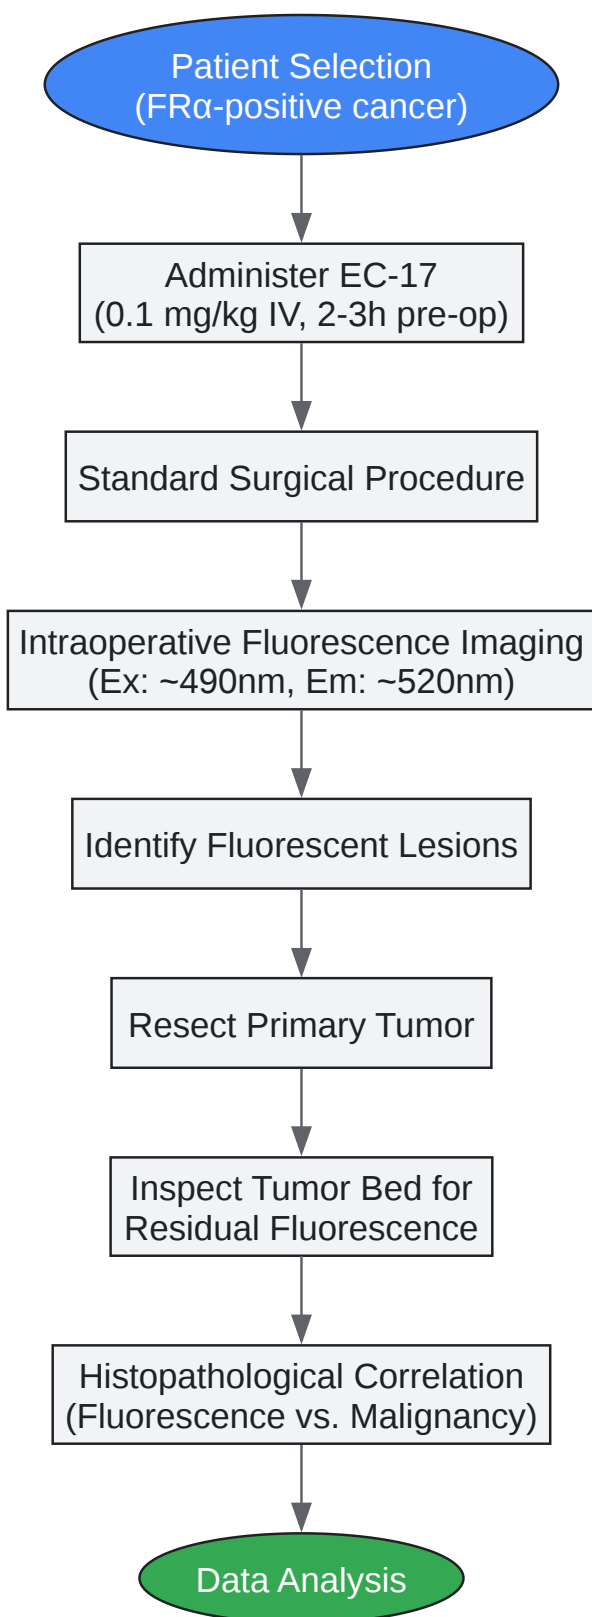 Patient Selection
(FRα-positive cancer)
Administer EC-17
(0.1 mg/kg IV, 2-3h pre-op)
Standard Surgical Procedure
Intraoperative Fluorescence Imaging
(Ex: ~490nm, Em: ~520nm)
Identify Fluorescent Lesions
Resect Primary Tumor
Inspect Tumor Bed for
Residual Fluorescence
Histopathological Correlation
(Fluorescence vs. Malignancy)
Data Analysis